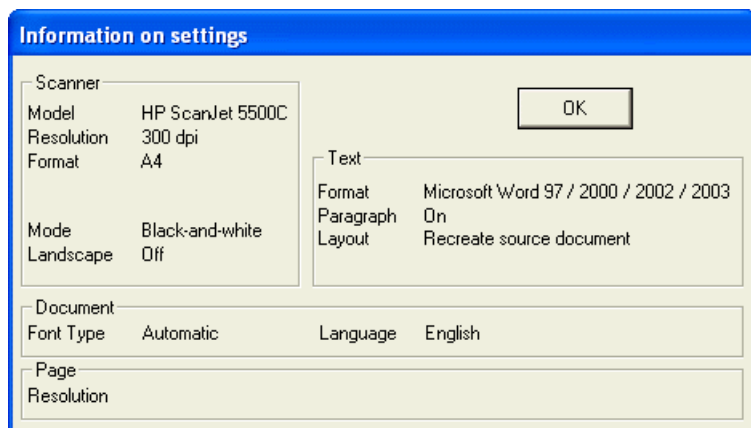 Information on settings
Scanner
Model HP ScanJet 5500C
Resolution 300 dpi
Format A4
Mode Black-and-white
Landscape Off
OK
Text
Format Microsoft Word 97 / 2000 / 2002 / 2003
Paragraph On
Layout Recreate source document
Document
Font Type Automatic Language English
Page
Resolution